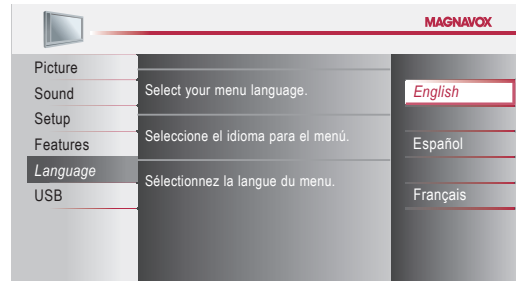 MAGNAVOX
Picture
Sound
Setup
Features
Language
USB
Select your menu language.
Seleccione el idioma para el menú.
Sélectionnez la langue du menu.
English
Español
Français